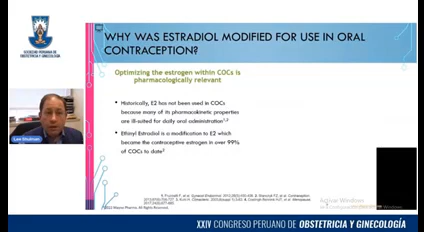 SOCIEDAD PERUANA DE
OBSTETRICIA Y GINECOLOGÍA
WHY WAS ESTRADIOL MODIFIED FOR USE IN ORAL
CONTRACEPTION?
Optimizing the estrogen within COCs is
pharmacologically relevant
• Historically, E2 has not been used in COCs
because many of its pharmacokinetic properties
are ill-suited for daily oral administration
• Ethinyl Estradiol is a modification to E2 which
became the contraceptive estrogen in over 99%
of COCs to date
Lee Shulman
Activar Windows
XXIV CONGRESO PERUANO DE OBSTETRICIA Y GINECOLOGÍA